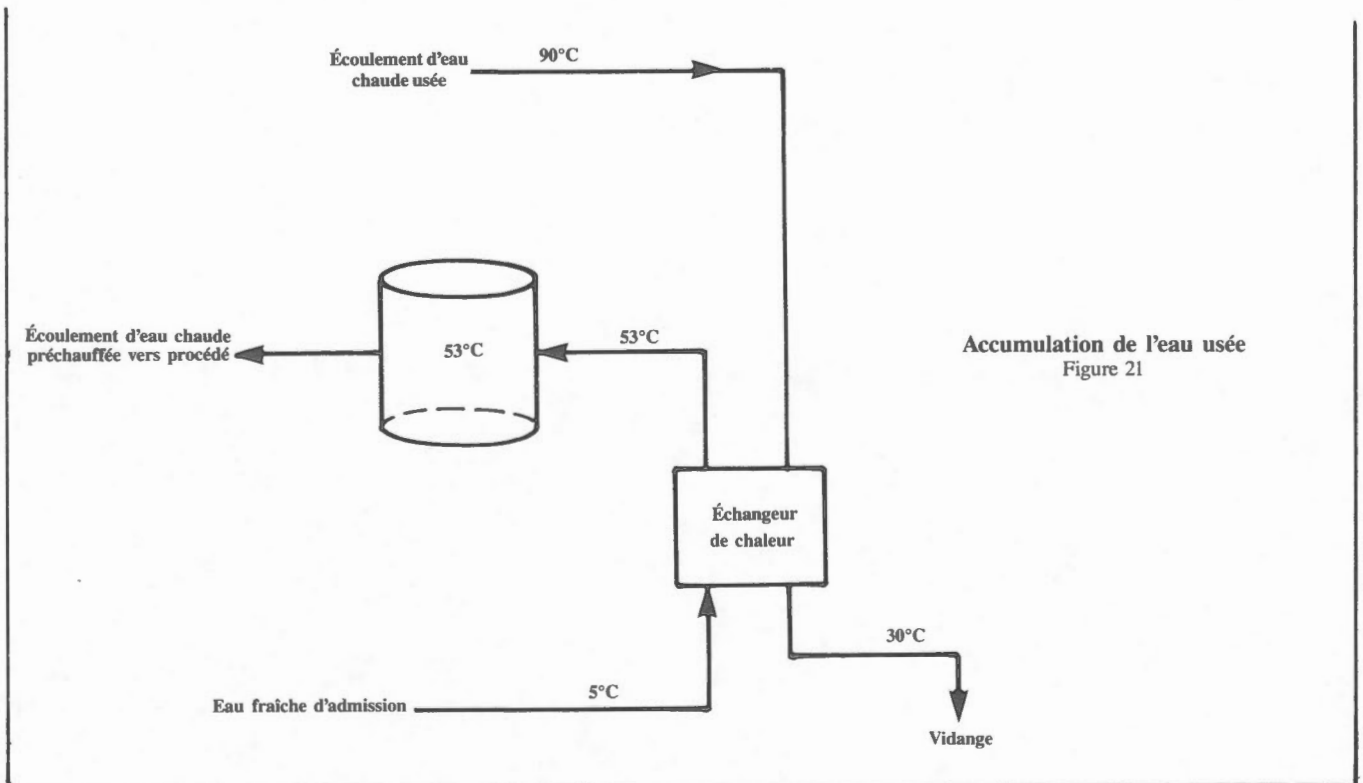 Écoulement d'eau
chaude usée
90°C
Écoulement d'eau chaude
préchauffée vers procédé
53°C
53°C
Accumulation de l'eau usée
Figure 21
Échangeur
de chaleur
30°C
5°C
Eau fraîche d'admission
Vidange